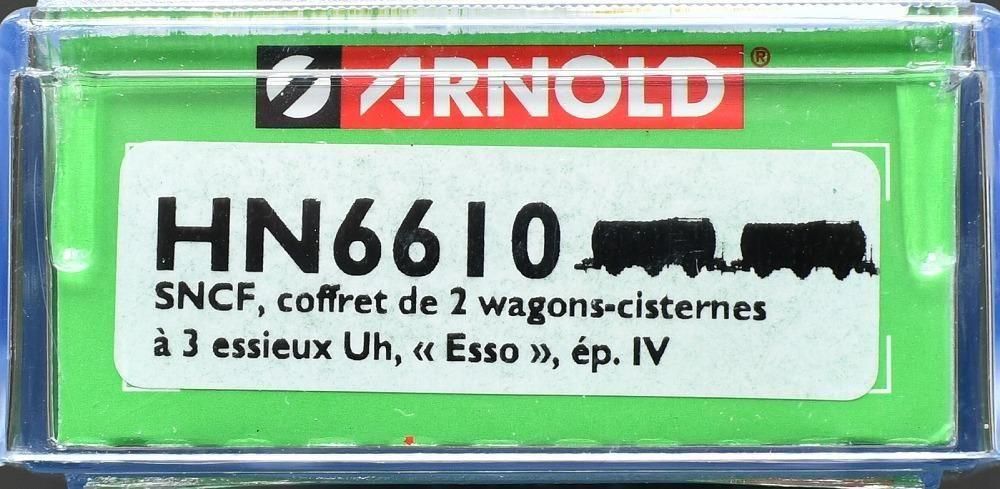 ARNOLD®
HN6610
SNCF, coffret de 2 wagons-cisternes
à 3 essieux Uh, « Esso », ép. IV